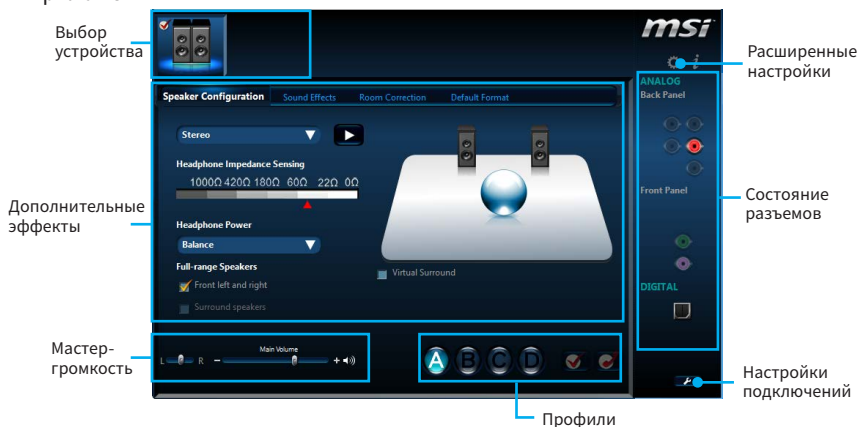 Выбор
устройства
msi
Расширенные
настройки
ANALOG
Back Panel
Speaker Configuration
Sound Effects
Room Correction
Default Format
Stereo
Headphone Impedance Sensing
1000Ω 420Ω 180Ω 60Ω 22Ω 0Ω
Front Panel
Состояние
разъемов
Дополнительные
эффекты
Headphone Power
Balance
Full-range Speakers
Virtual Surround
Front left and right
Surround speakers
DIGITAL
Мастер-
громкость
Main Volume
L R - +
A B C D
Настройки
подключений
Профили